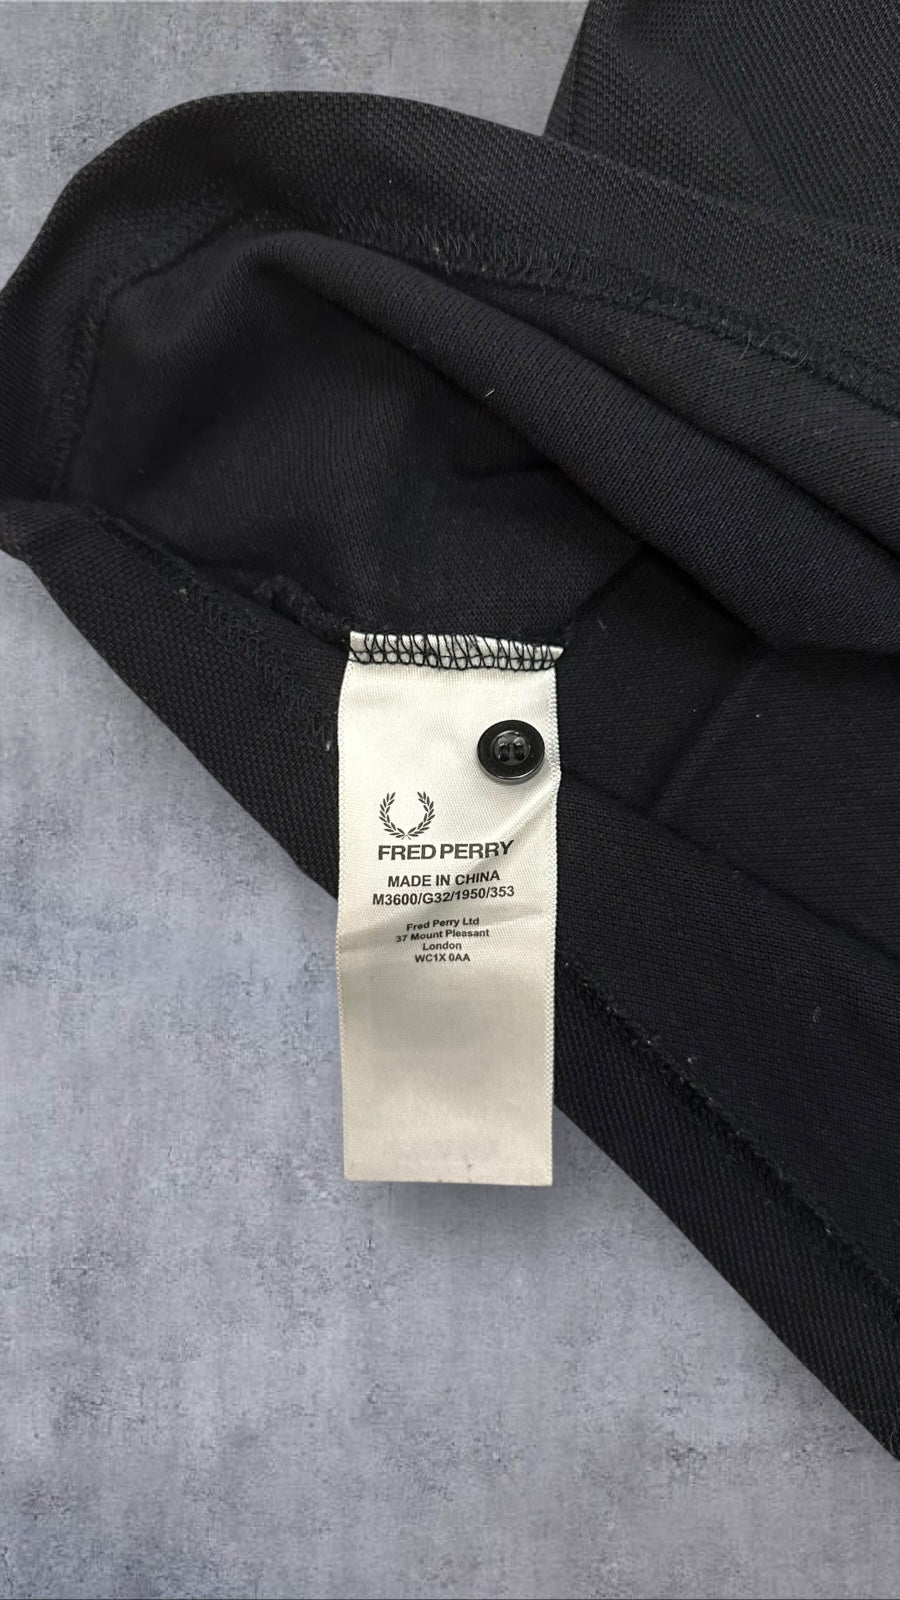 FRED PERRY
MADE IN CHINA
M3600/G32/1950/353
Fred Perry Ltd
37 Mount Pleasant
London
WC1X 0AA